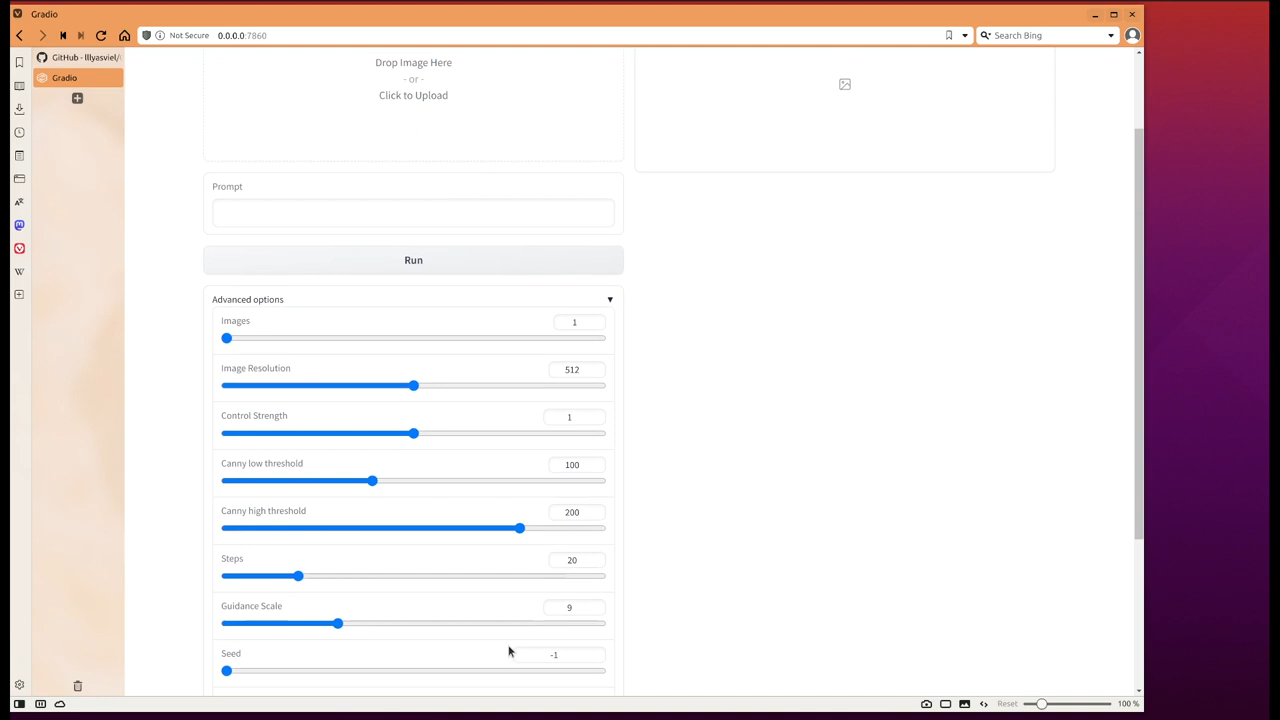 Gradio
Not Secure 0.0.0.0:7860
Search Bing
GitHub - lllyasviel/
Gradio
Drop Image Here
- or -
Click to Upload
Prompt
Run
Advanced options ▼
Images
1
Image Resolution
512
Control Strength
1
Canny low threshold
100
Canny high threshold
200
Steps
20
Guidance Scale
9
Seed
-1
Reset
100 %